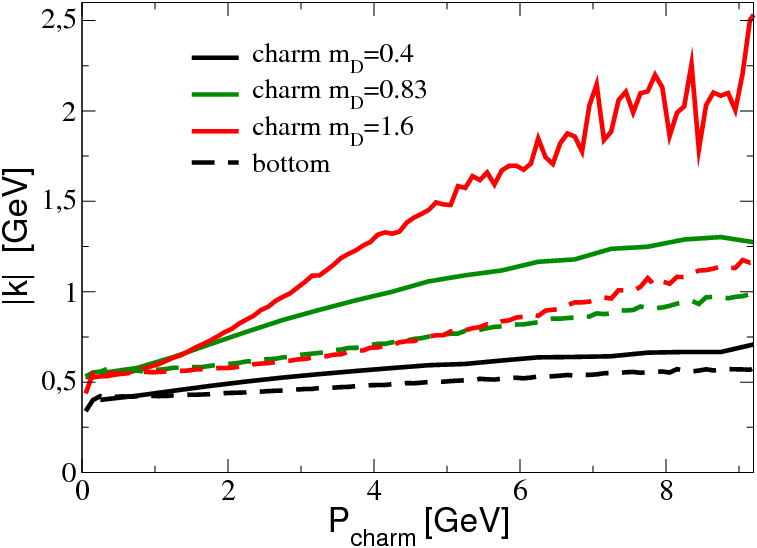 2,5
2
1,5
1
0,5
0
|k| [GeV]
charm m_D=0.4
charm m_D=0.83
charm m_D=1.6
bottom
0 2 4 6 8
P_charm [GeV]